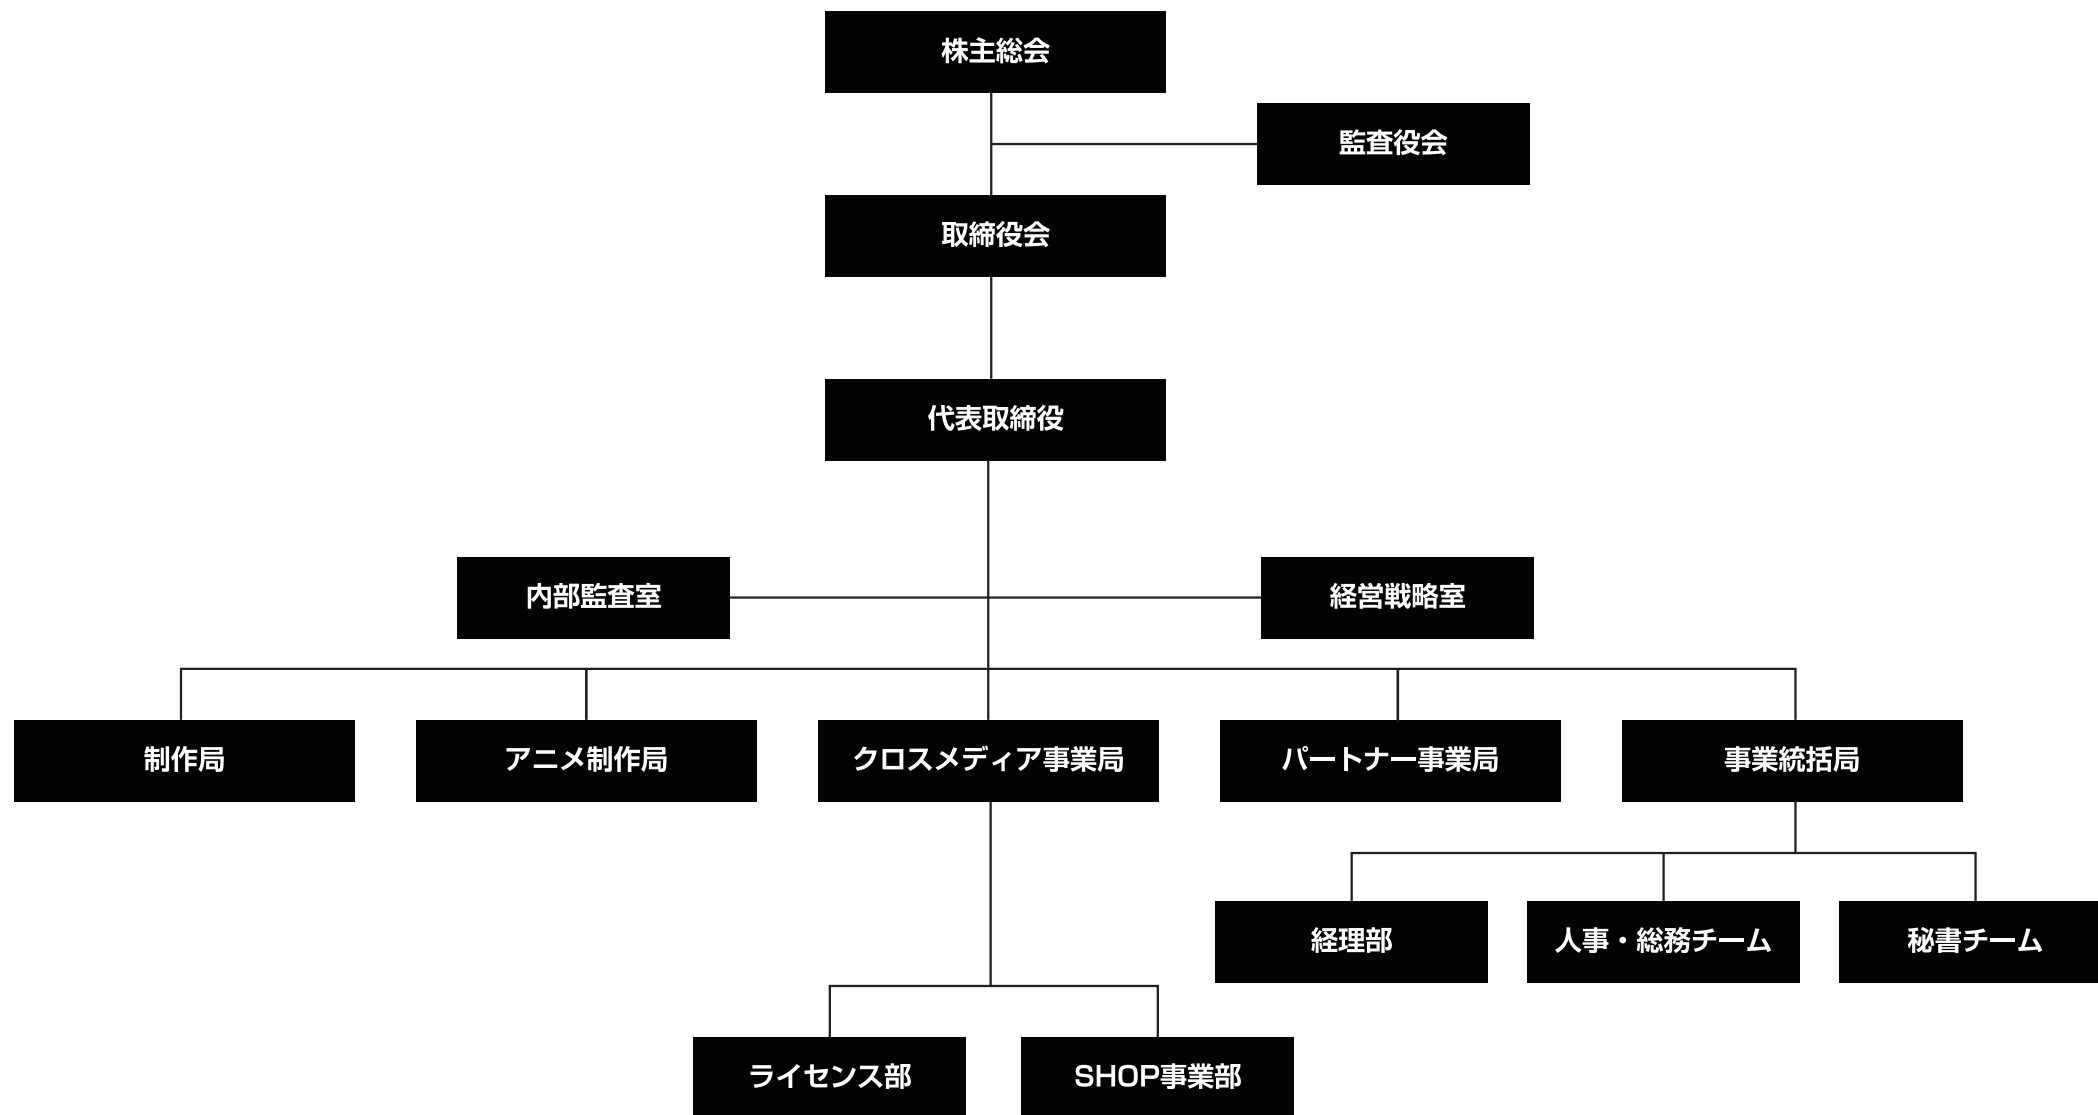 株主総会
監査役会
取締役会
代表取締役
内部監査室
経営戦略室
制作局
アニメ制作局
クロスメディア事業局
パートナー事業局
事業統括局
経理部
人事・総務チーム
秘書チーム
ライセンス部
SHOP事業部